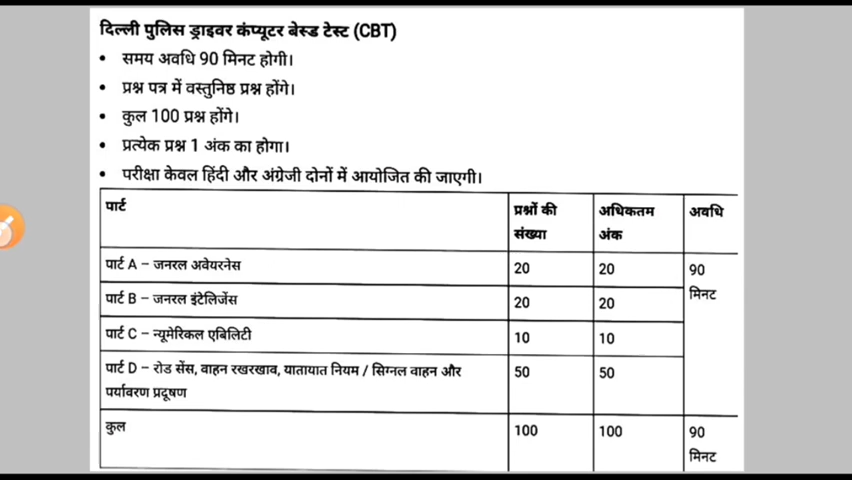 दिल्ली पुलिस ड्राइवर कंप्यूटर बेस्ड टेस्ट (CBT)
• समय अवधि 90 मिनट होगी।
• प्रश्न पत्र में वस्तुनिष्ठ प्रश्न होंगे।
• कुल 100 प्रश्न होंगे।
• प्रत्येक प्रश्न 1 अंक का होगा।
• परीक्षा केवल हिंदी और अंग्रेजी दोनों में आयोजित की जाएगी।
पार्ट प्रश्नों की संख्या अधिकतम अंक अवधि
पार्ट A – जनरल अवेयरनेस 20 20 90 मिनट
पार्ट B – जनरल इंटेलिजेंस 20 20
पार्ट C – न्यूमेरिकल एबिलिटी 10 10
पार्ट D – रोड सेंस, वाहन रखरखाव, यातायात नियम / सिग्नल वाहन और 50 50
पर्यावरण प्रदूषण
कुल 100 100 90 मिनट